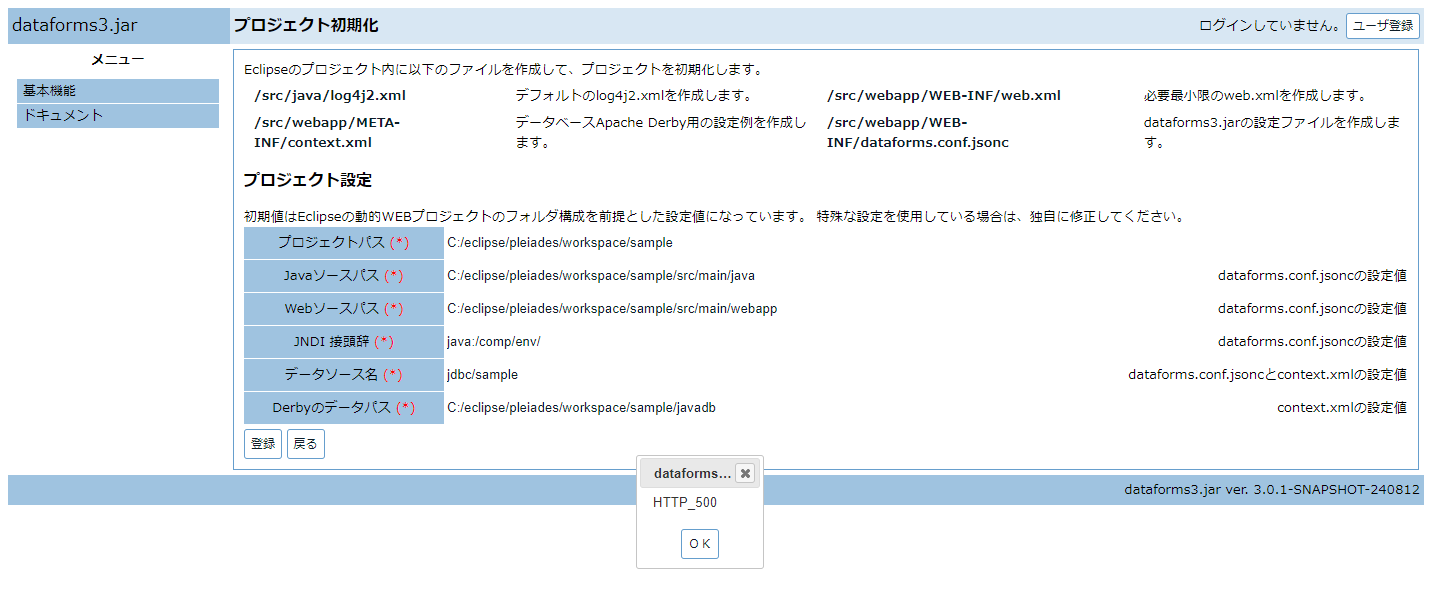 dataforms3.jar
プロジェクト初期化
ログインしていません。
ユーザ登録
メニュー
基本機能
ドキュメント
Eclipseのプロジェクト内に以下のファイルを作成して、プロジェクトを初期化します。
/src/java/log4j2.xml
デフォルトのlog4j2.xmlを作成します。
/src/webapp/WEB-INF/web.xml
必要最小限のweb.xmlを作成します。
/src/webapp/META-
INF/context.xml
データベースApache Derby用の設定例を作成し
ます。
/src/webapp/WEB-
INF/dataforms.conf.jsonc
dataforms3.jarの設定ファイルを作成しま
す。
プロジェクト設定
初期値はEclipseの動的WEBプロジェクトのフォルダ構成を前提とした設定値になっています。 特殊な設定を使用している場合は、独自に修正してください。
プロジェクトパス (*)
C:/eclipse/pleiades/workspace/sample
Javaソースパス (*)
C:/eclipse/pleiades/workspace/sample/src/main/java
dataforms.conf.jsoncの設定値
Webソースパス (*)
C:/eclipse/pleiades/workspace/sample/src/main/webapp
dataforms.conf.jsoncの設定値
JNDI 接頭辞 (*)
java:/comp/env/
dataforms.conf.jsoncの設定値
データソース名 (*)
jdbc/sample
dataforms.conf.jsoncとcontext.xmlの設定値
Derbyのデータパス (*)
C:/eclipse/pleiades/workspace/sample/javadb
context.xmlの設定値
登録
戻る
dataforms...
HTTP_500
O K
dataforms3.jar ver. 3.0.1-SNAPSHOT-240812